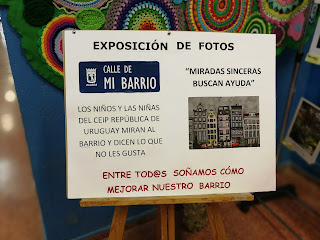 EXPOSICIÓN DE FOTOS
CALLE DE
MI BARRIO
LOS NIÑOS Y LAS NIÑAS
DEL CEIP REPÚBLICA DE
URUGUAY MIRAN AL
BARRIO Y DICEN LO QUE
NO LES GUSTA
"MIRADAS SINCERAS
BUSCAN AYUDA"
ENTRE TOD@S SOÑAMOS CÓMO
MEJORAR NUESTRO BARRIO